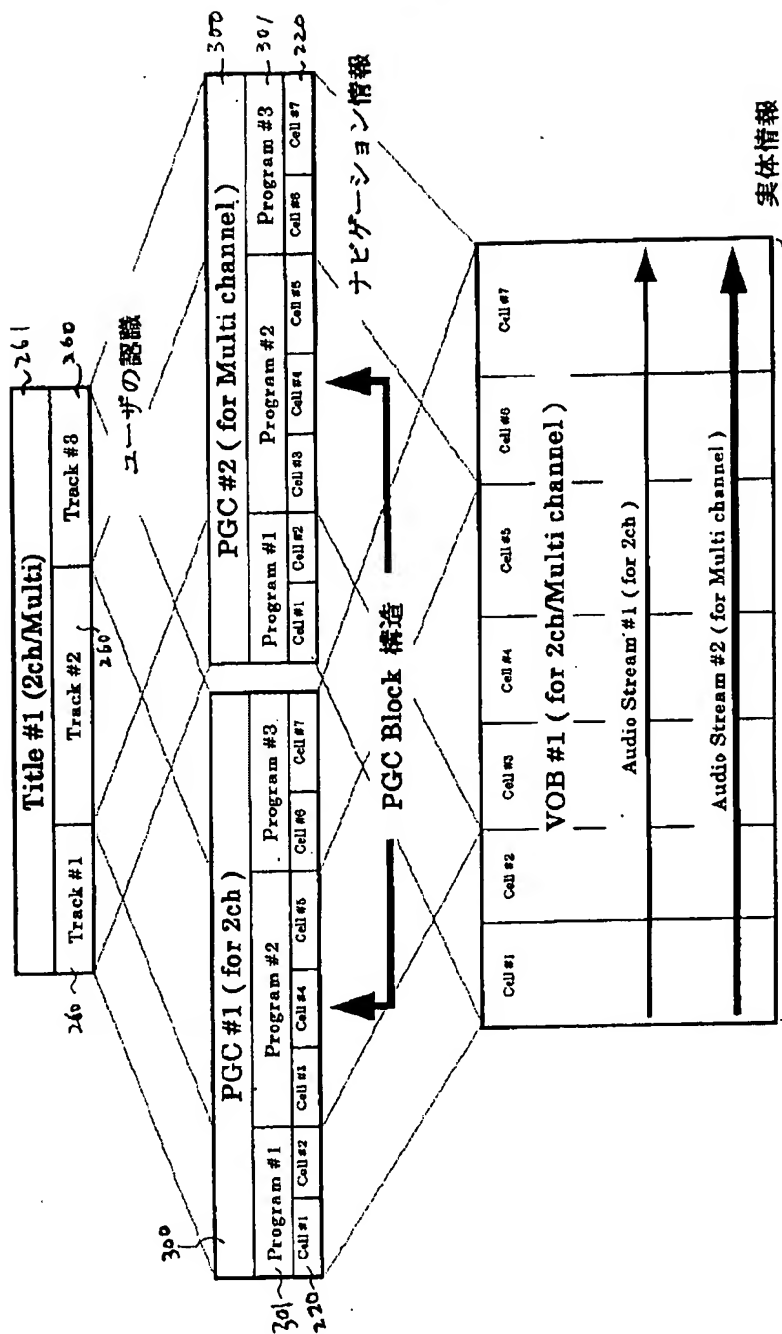 261
Title #1 (2ch/Multi)
260
Track #1
Track #2
Track #3
260
260
ユーザの認識
300
PGC #1 ( for 2ch )
PGC #2 ( for Multi channel )
300
301
Program #1
Program #2
Program #3
Program #1
Program #2
Program #3
301
220
Cell #1
Cell #2
Cell #3
Cell #4
Cell #5
Cell #6
Cell #7
Cell #1
Cell #2
Cell #3
Cell #4
Cell #5
Cell #6
Cell #7
220
ナビゲーション情報
PGC Block 構造
Cell #1
Cell #2
Cell #3
Cell #4
Cell #5
Cell #6
Cell #7
VOB #1 ( for 2ch/Multi channel )
Audio Stream #1 ( for 2ch )
Audio Stream #2 ( for Multi channel )
実体情報